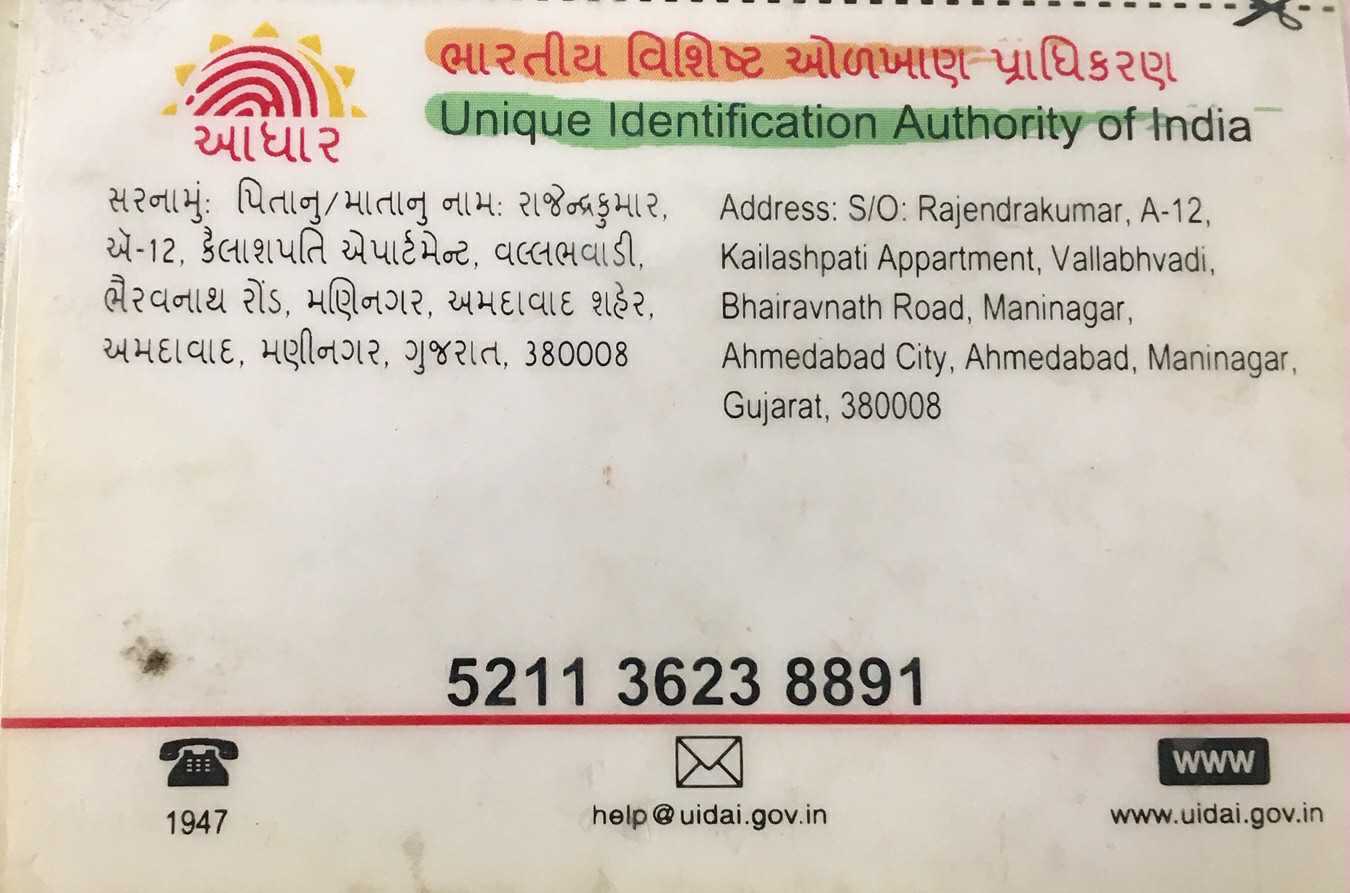 ભારતીય વિશિષ્ટ ઓળખાણ પ્રાધિકરણ
Unique Identification Authority of India
આધાર
સરનામું: પિતાનુ/માતાનુ નામ: રાજેન્દ્રકુમાર,
એ-12, કૈલાશપતિ એપાર્ટમેન્ટ, વલ્લભવાડી,
ભૈરવનાથ રોંડ, મણિનગર, અમદાવાદ શહેર,
અમદાવાદ, મણીનગર, ગુજરાત, 380008
Address: S/O: Rajendrakumar, A-12,
Kailashpati Appartment, Vallabhvadi,
Bhairavnath Road, Maninagar,
Ahmedabad City, Ahmedabad, Maninagar,
Gujarat, 380008
5211 3623 8891
WWW
1947
help@uidai.gov.in
www.uidai.gov.in